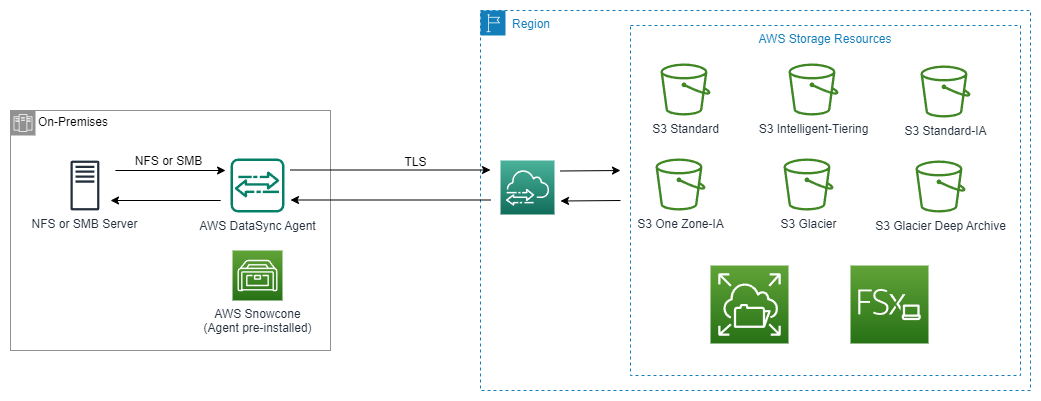 Region
AWS Storage Resources
S3 Standard
S3 Intelligent-Tiering
S3 Standard-IA
On-Premises
NFS or SMB
TLS
NFS or SMB Server
AWS DataSync Agent
S3 One Zone-IA
S3 Glacier
S3 Glacier Deep Archive
AWS Snowcone
(Agent pre-installed)
FSx